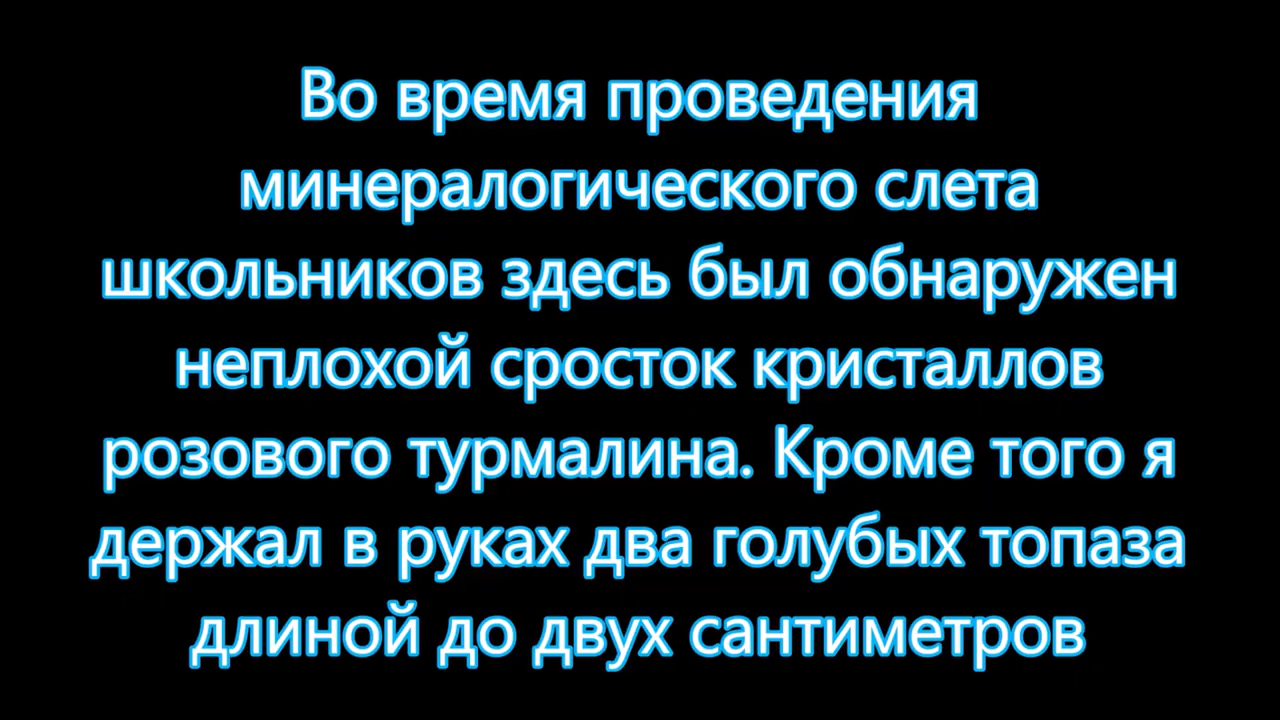 Во время проведения
минералогического слета
школьников здесь был обнаружен
неплохой сросток кристаллов
розового турмалина. Кроме того я
держал в руках два голубых топаза
длиной до двух сантиметров